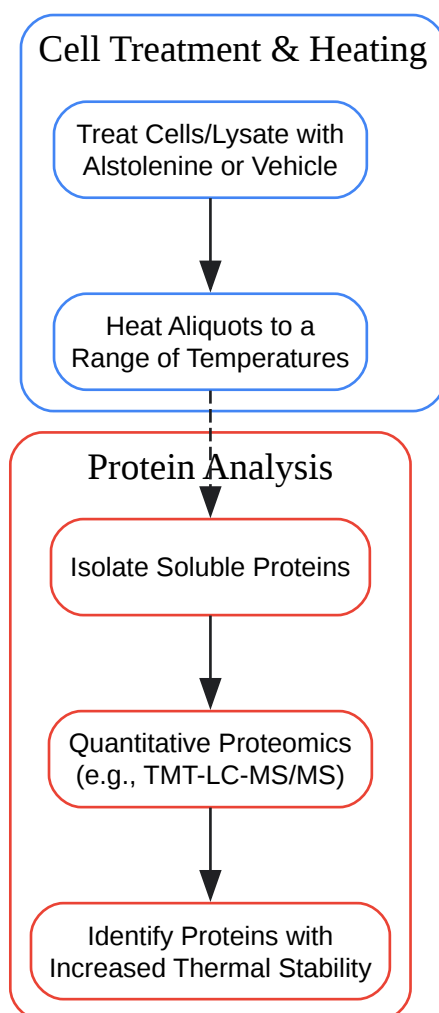 Cell Treatment & Heating
Treat Cells/Lysate with
Alstolenine or Vehicle
Heat Aliquots to a
Range of Temperatures
Protein Analysis
Isolate Soluble Proteins
Quantitative Proteomics
(e.g., TMT-LC-MS/MS)
Identify Proteins with
Increased Thermal Stability